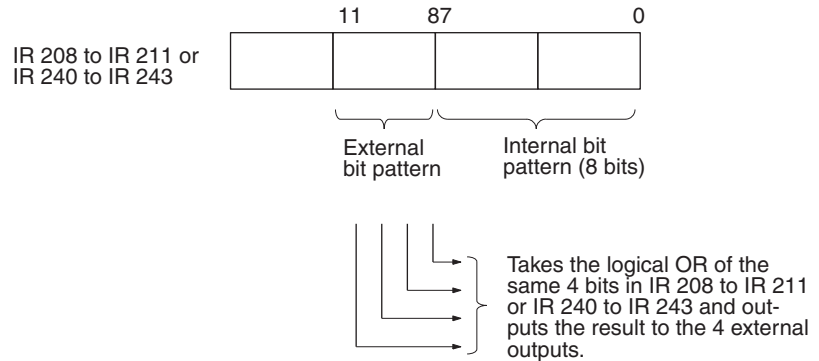 11 87 0
IR 208 to IR 211 or
IR 240 to IR 243
External
bit pattern
Internal bit
pattern (8 bits)
Takes the logical OR of the
same 4 bits in IR 208 to IR 211
or IR 240 to IR 243 and out-
puts the result to the 4 external
outputs.